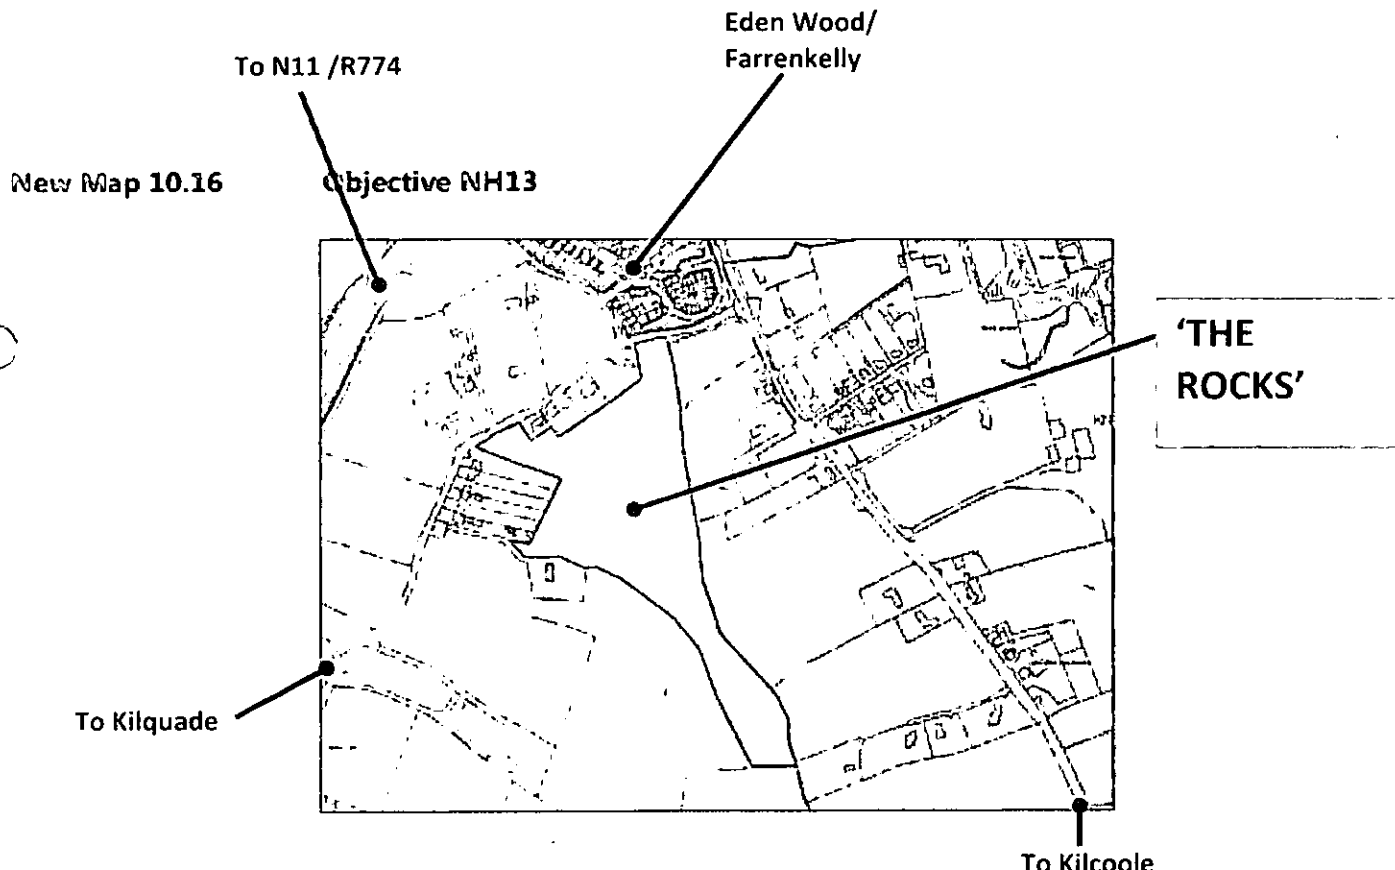 Eden Wood/
Farrenkelly
To N11 /R774
New Map 10.16 Objective NH13
'THE
ROCKS'
To Kilquade
To Kilcoole